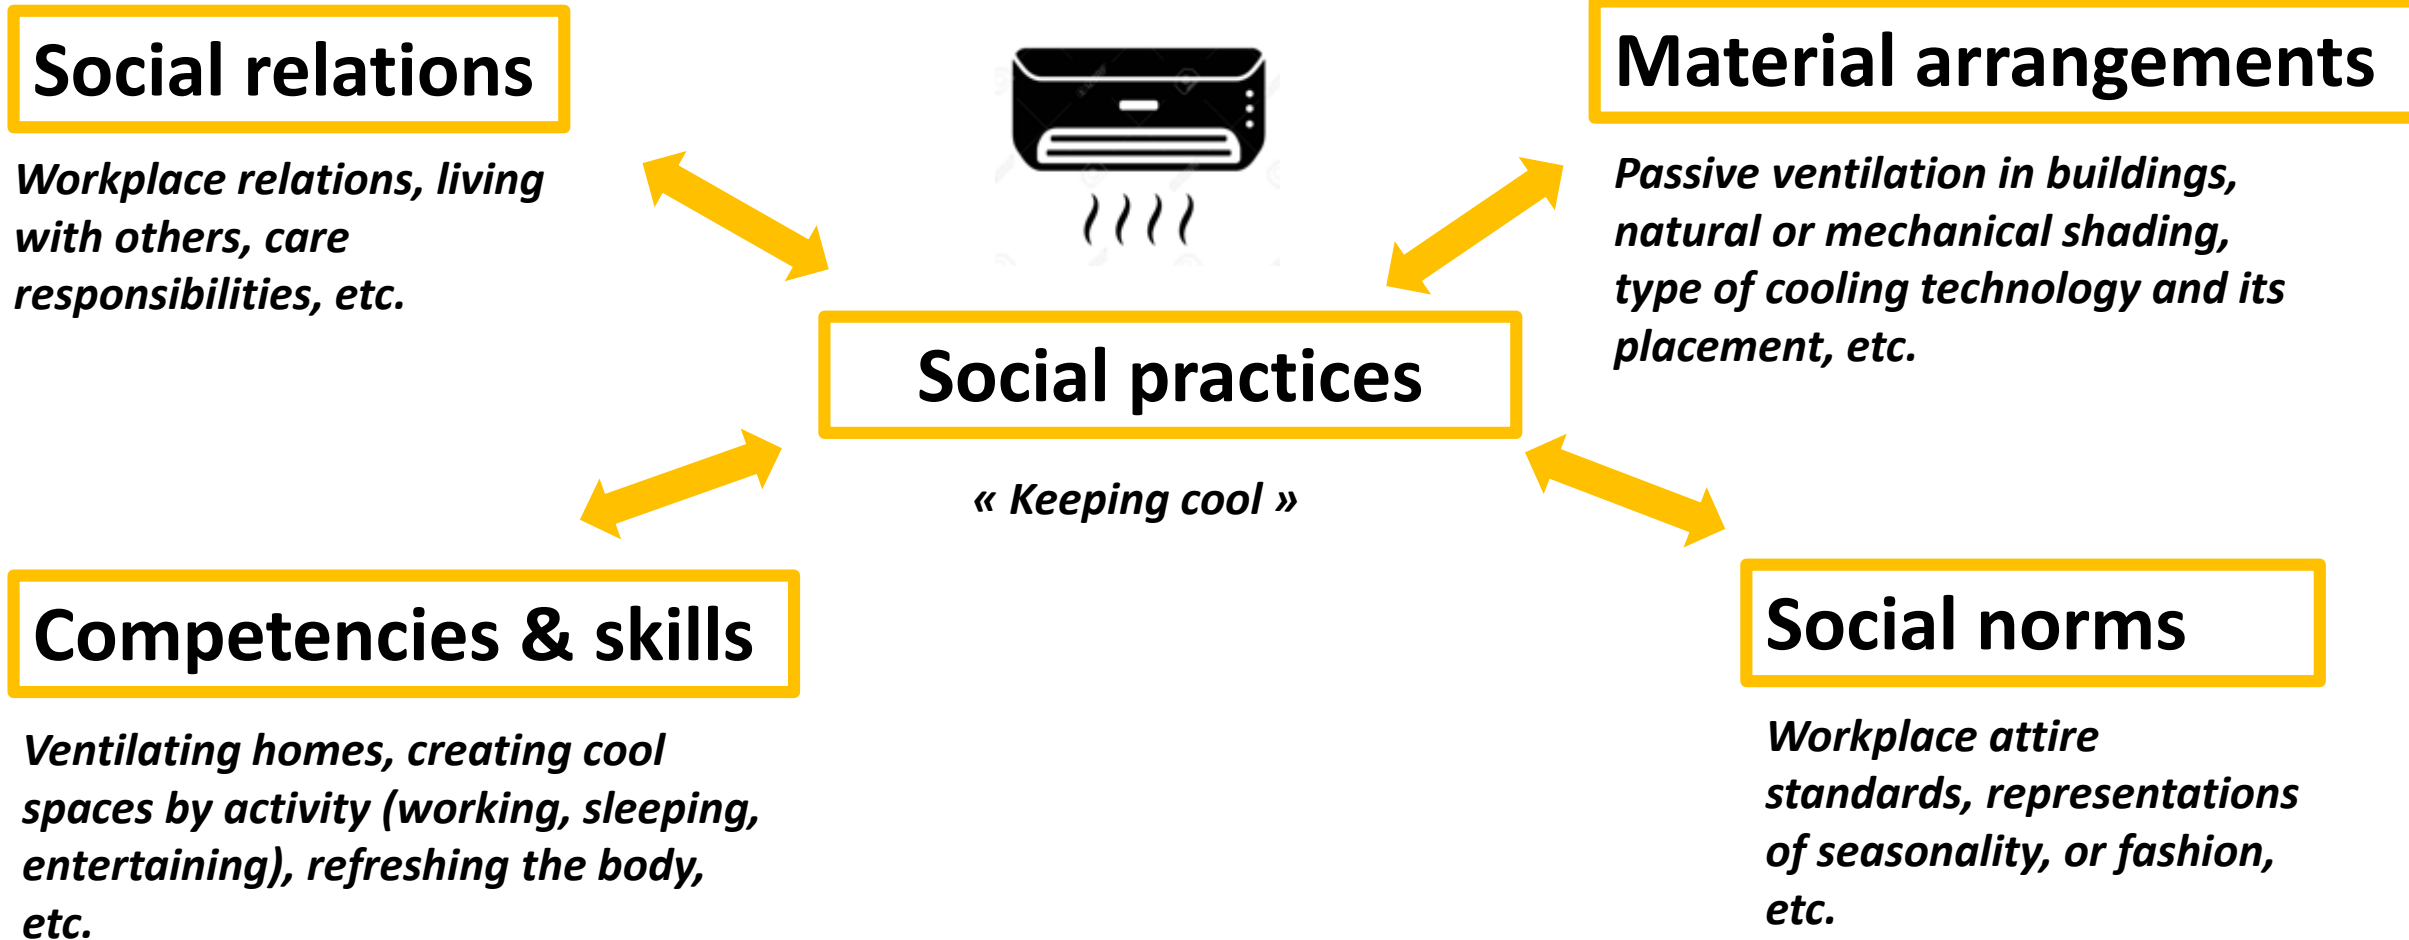 Social relations
Workplace relations, living
with others, care
responsibilities, etc.
Material arrangements
Passive ventilation in buildings,
natural or mechanical shading,
type of cooling technology and its
placement, etc.
Social practices
« Keeping cool »
Competencies & skills
Ventilating homes, creating cool
spaces by activity (working, sleeping,
entertaining), refreshing the body,
etc.
Social norms
Workplace attire
standards, representations
of seasonality, or fashion,
etc.